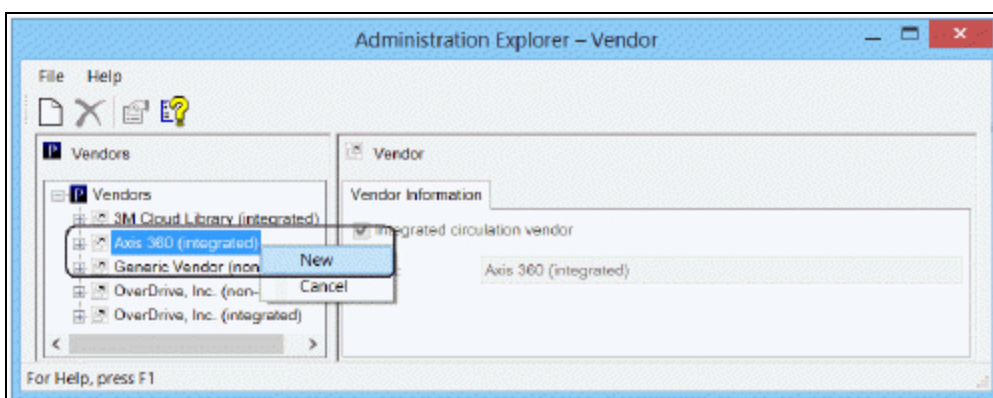 Administration Explorer – Vendor
File Help
Vendors
Vendor
Vendors
Vendor Information
3M Cloud Library (integrated)
Integrated circulation vendor
Axis 360 (integrated)
New
Axis 360 (integrated)
Generic Vendor (non
Cancel
OverDrive, Inc. (non-
OverDrive, Inc. (integrated)
For Help, press F1